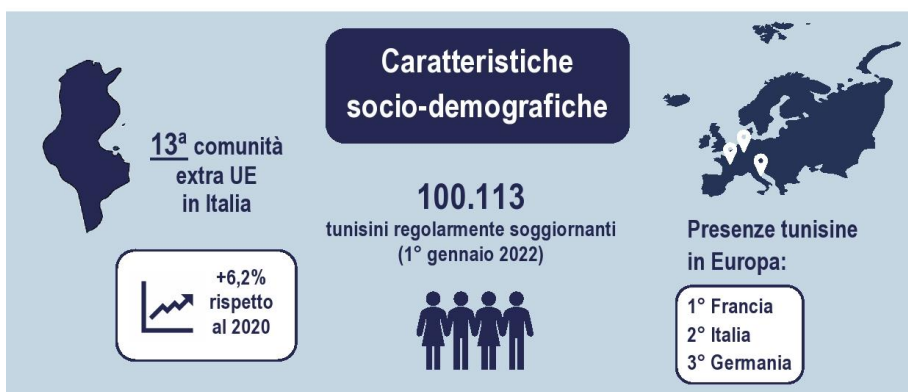 Caratteristiche
socio-demografiche
13ª comunità
extra UE
in Italia
+6,2%
rispetto
al 2020
100.113
tunisini regolarmente soggiornanti
(1° gennaio 2022)
Presenze tunisine
in Europa:
1° Francia
2° Italia
3° Germania